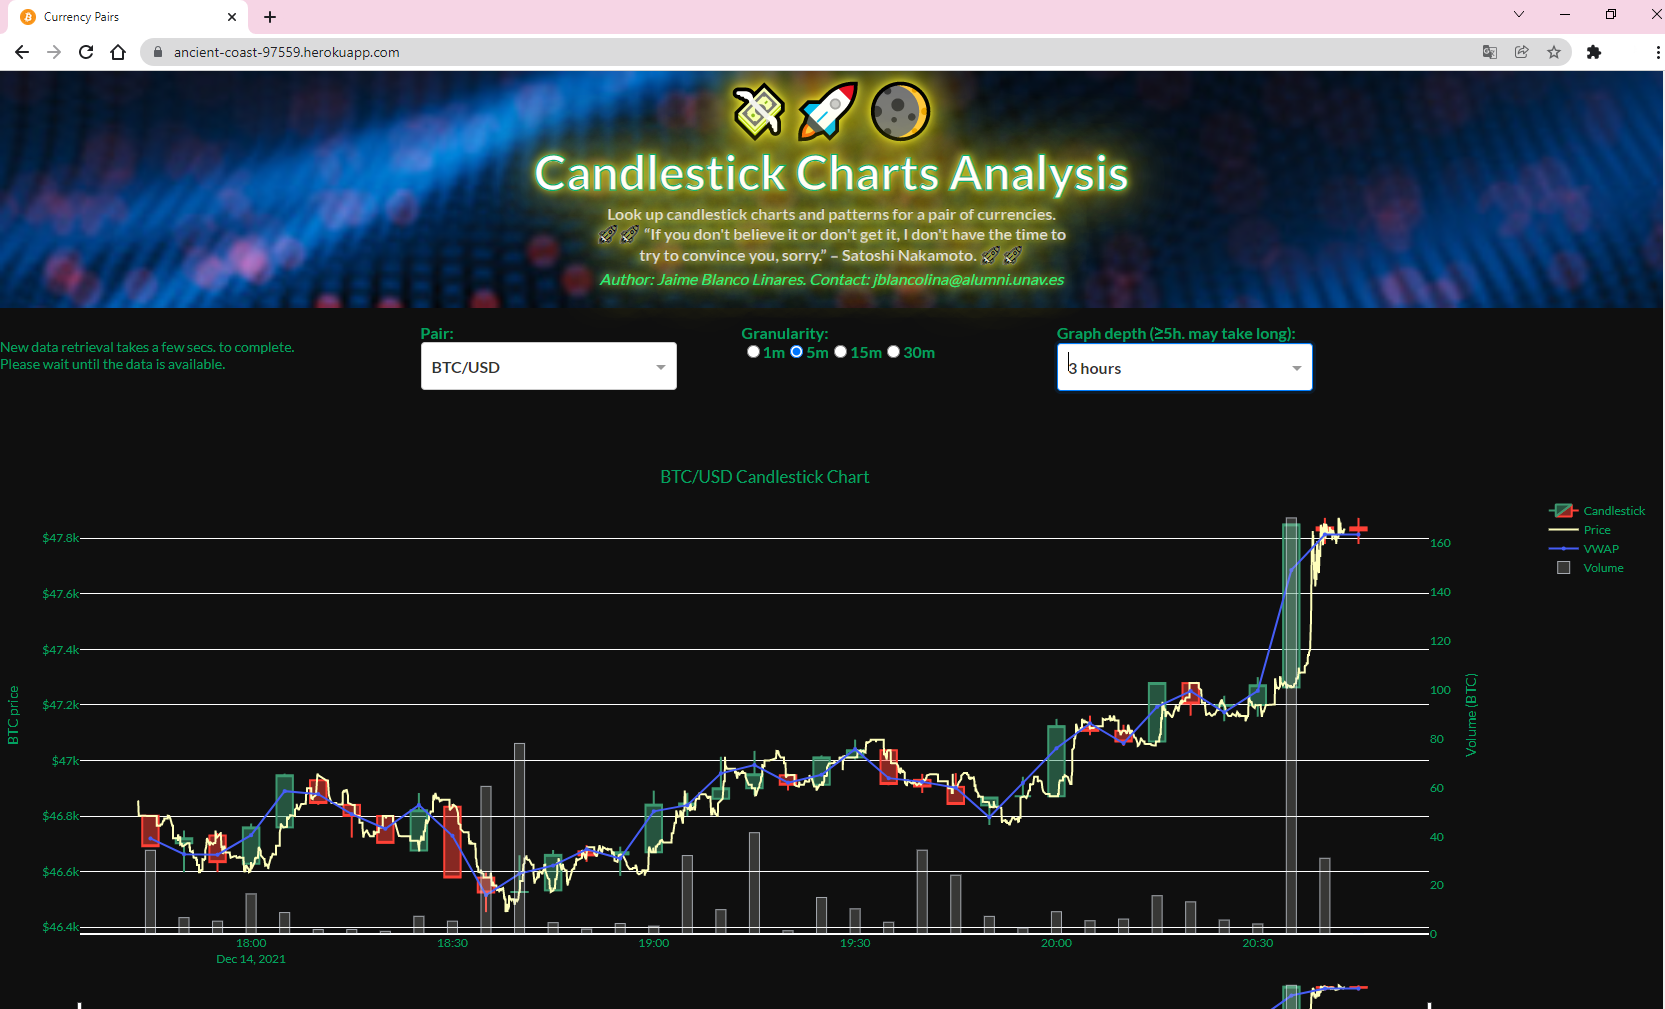 Currency Pairs
ancient-coast-97559.herokuapp.com
Candlestick Charts Analysis
Look up candlestick charts and patterns for a pair of currencies.
🚀 🚀 “If you don't believe it or don't get it, I don't have the time to
try to convince you, sorry.” – Satoshi Nakamoto. 🚀🚀
Author: Jaime Blanco Linares. Contact: jblancolina@alumni.unav.es
New data retrieval takes a few secs. to complete.
Please wait until the data is available.
Pair:
BTC/USD
Granularity:
1m 5m 15m 30m
Graph depth (≥5h. may take long):
3 hours
BTC/USD Candlestick Chart
Candlestick
Price
VWAP
Volume
BTC price
$47.8k
$47.6k
$47.4k
$47.2k
$47k
$46.8k
$46.6k
$46.4k
160
140
120
100
80
60
40
20
0
Volume (BTC)
18:00 18:30 19:00 19:30 20:00 20:30
Dec 14, 2021